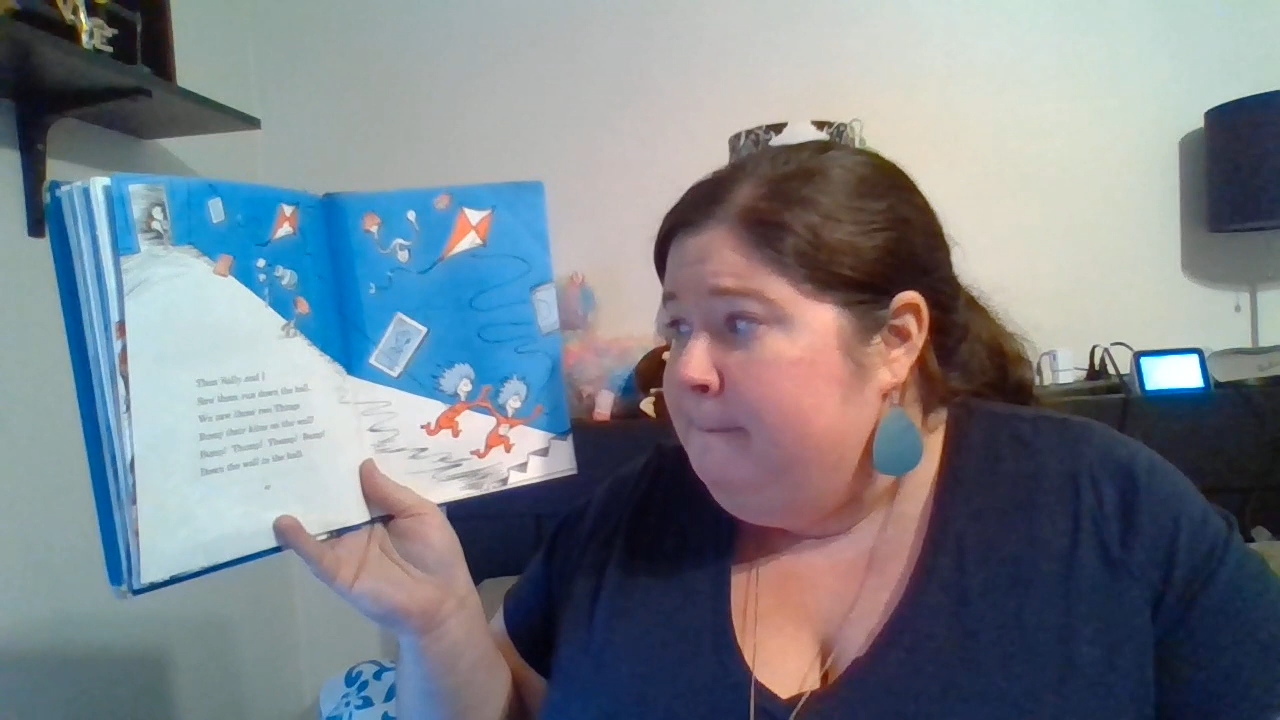 Then Sally and I
Saw them run down the hall.
We saw those two Things
Bump their kites on the wall!
Bump! Thump! Thump! Bump!
Down the wall in the hall.